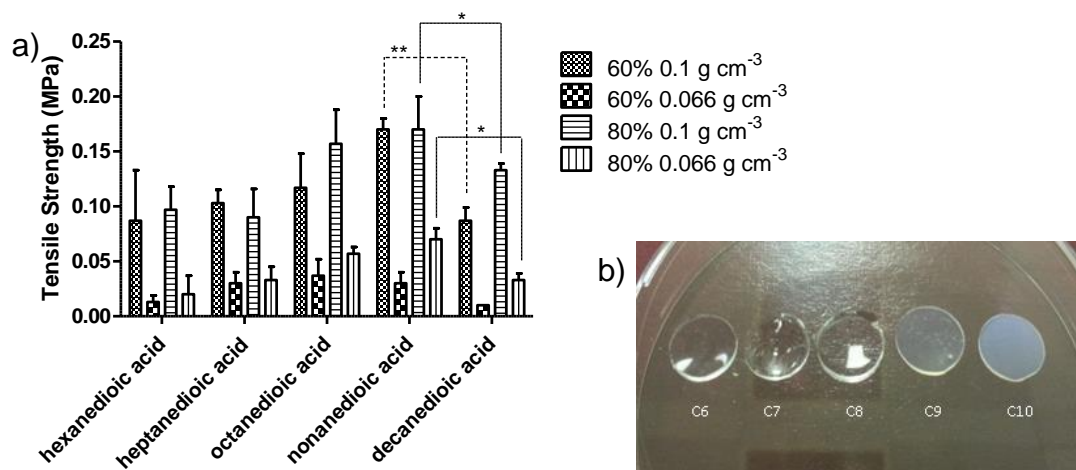 a)
Tensile Strength (MPa)
0.25
0.20
0.15
0.10
0.05
0.00
**
*
*
hexanedioic acid
heptanedioic acid
octanedioic acid
nonanedioic acid
decanedioic acid
60% 0.1 g cm⁻³
60% 0.066 g cm⁻³
80% 0.1 g cm⁻³
80% 0.066 g cm⁻³
b)
C6 C7 C8 C9 C10